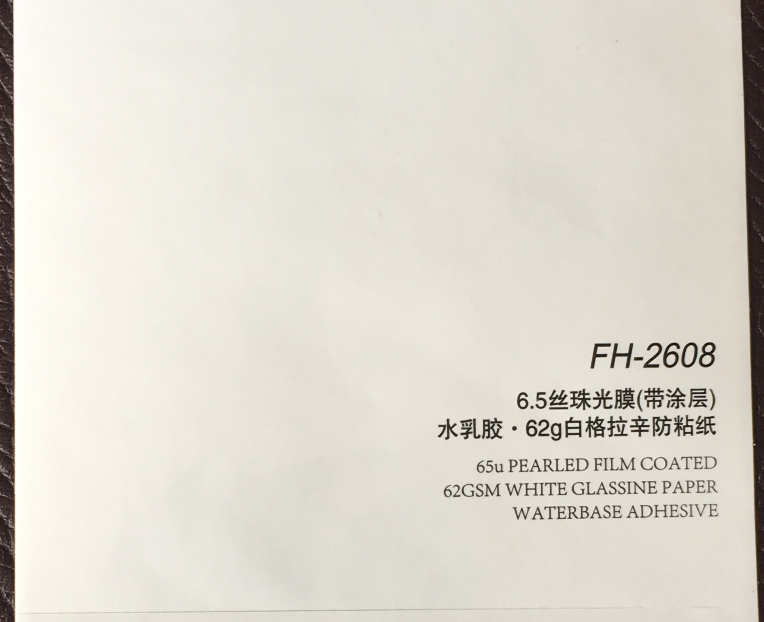 FH-2608
6.5丝珠光膜(带涂层)
水乳胶·62g白格拉辛防粘纸
65u PEARLED FILM COATED
62GSM WHITE GLASSINE PAPER
WATERBASE ADHESIVE